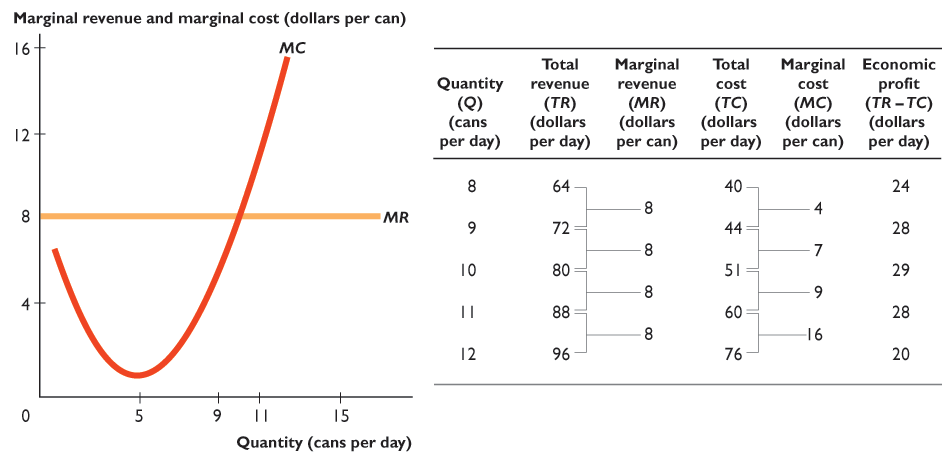 Marginal revenue and marginal cost (dollars per can)
16
MC
12
8
MR
4
0
5
9
11
15
Quantity (cans per day)
Quantity
(Q)
(cans
per day)
Total
revenue
(TR)
(dollars
per day)
Marginal
revenue
(MR)
(dollars
per can)
Total
cost
(TC)
(dollars
per day)
Marginal
cost
(MC)
(dollars
per can)
Economic
profit
(TR – TC)
(dollars
per day)
8 64 40 24
8 4
9 72 44 28
8 7
10 80 51 29
8 9
11 88 60 28
8 16
12 96 76 20